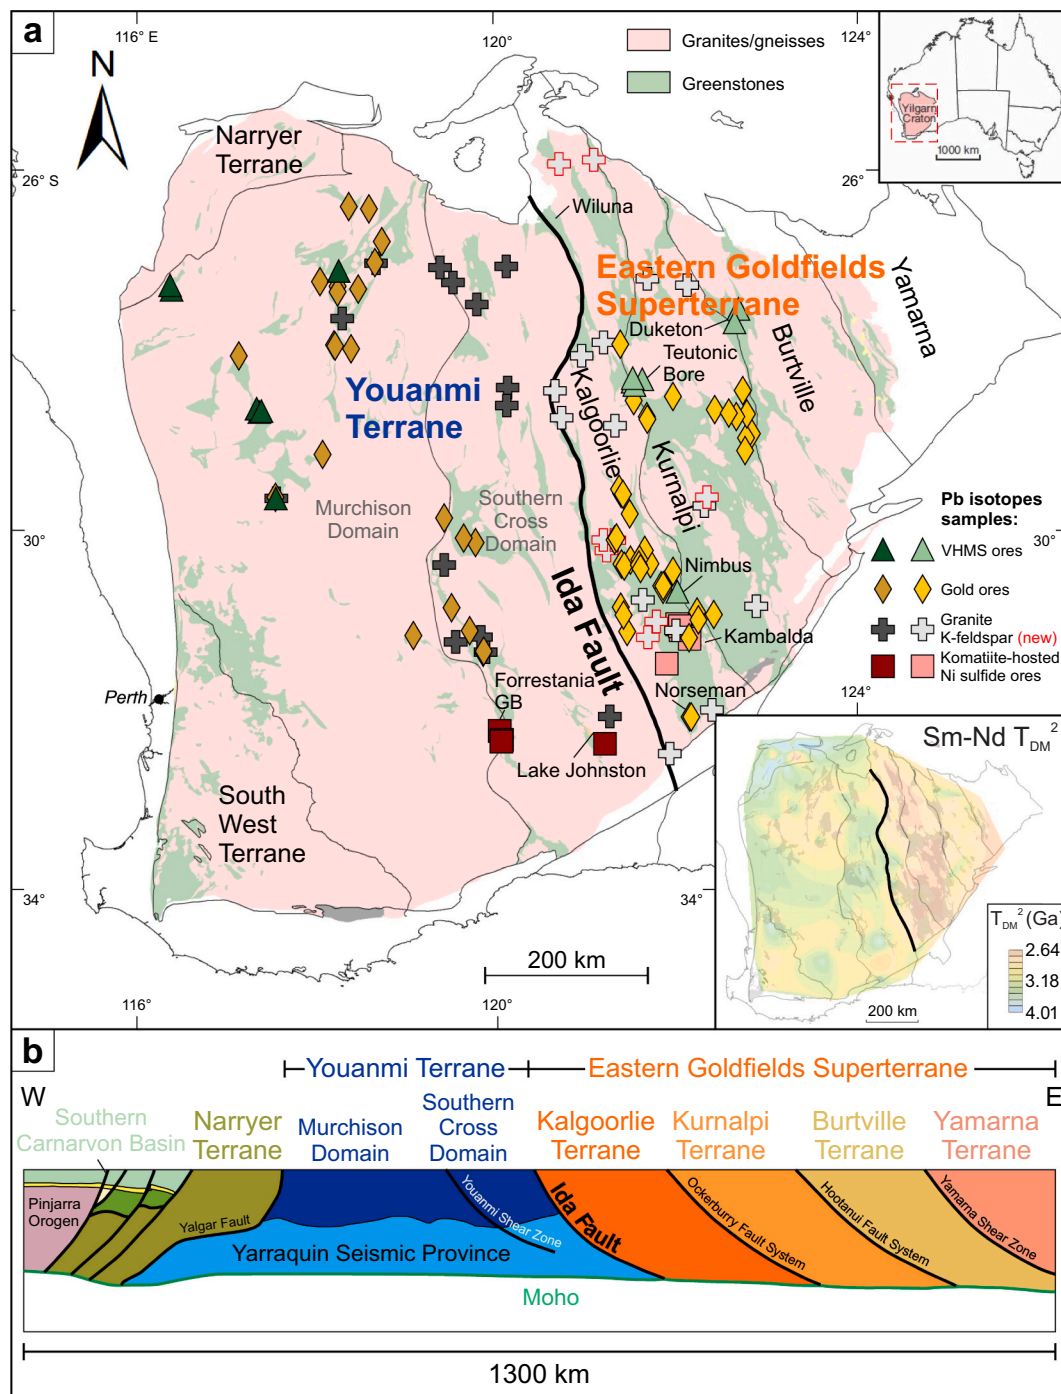 a
116° E
120°
124°
N
Granites/gneisses
Greenstones
Yilgarn
Craton
1000 km
Narryer
Terrane
26° S
26°
Wiluna
Eastern Goldfields
Superterrane
Yamarna
Duketon
Teutonic
Bore
Burtville
Youanmi
Terrane
Kalgoorlie
Kurnalpi
Murchison
Domain
Southern
Cross
Domain
Pb isotopes
samples:
30
30°
VHMS ores
Ida Fault
Nimbus
Gold ores
Granite
K-feldspar (new)
Kambalda
Komatiite-hosted
Ni sulfide ores
Perth
Forrestania
GB
Norseman
124°
Lake Johnston
Sm-Nd TDM2
South
West
Terrane
34°
34°
TDM2 (Ga)
2.64
3.18
4.01
200 km
200 km
116°
120°
b
Youanmi Terrane
Eastern Goldfields Superterrane
W
E
Southern
Carnarvon Basin
Narryer
Terrane
Murchison
Domain
Southern
Cross
Domain
Kalgoorlie
Terrane
Kurnalpi
Terrane
Burtville
Terrane
Yamarna
Terrane
Pinjarra
Orogen
Yalgar Fault
Youanmi Shear Zone
Ida Fault
Ockerburry Fault System
Hootanui Fault System
Yamarna Shear Zone
Yarraquin Seismic Province
Moho
1300 km